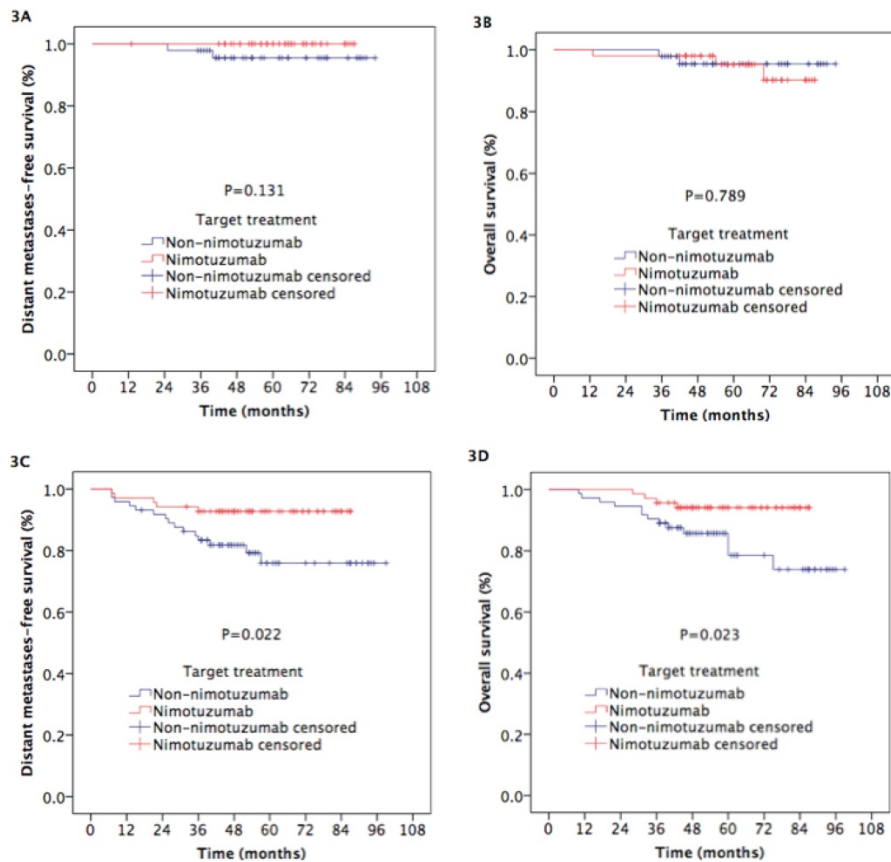 3A
Distant metastases-free survival (%)
1.0
0.8
0.6
0.4
0.2
0.0
P=0.131
Target treatment
Non-nimotuzumab
Nimotuzumab
Non-nimotuzumab censored
Nimotuzumab censored
0 12 24 36 48 60 72 84 96 108
Time (months)
3B
Overall survival (%)
1.0
0.8
0.6
0.4
0.2
0.0
P=0.789
Target treatment
Non-nimotuzumab
Nimotuzumab
Non-nimotuzumab censored
Nimotuzumab censored
0 12 24 36 48 60 72 84 96 108
Time (months)
3C
Distant metastases-free survival (%)
1.0
0.8
0.6
0.4
0.2
0.0
P=0.022
Target treatment
Non-nimotuzumab
Nimotuzumab
Non-nimotuzumab censored
Nimotuzumab censored
0 12 24 36 48 60 72 84 96 108
Time (months)
3D
Overall survival (%)
1.0
0.8
0.6
0.4
0.2
0.0
P=0.023
Target treatment
Non-nimotuzumab
Nimotuzumab
Non-nimotuzumab censored
Nimotuzumab censored
0 12 24 36 48 60 72 84 96 108
Time (months)